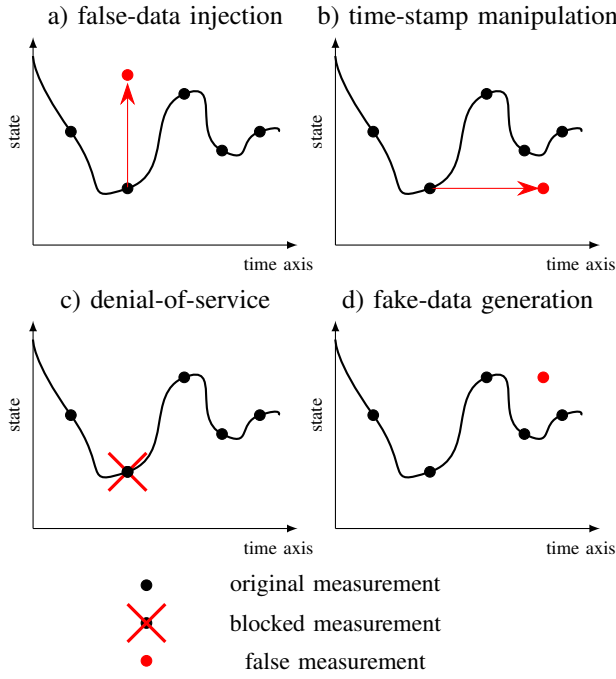 a) false-data injection
b) time-stamp manipulation
state
time axis
state
time axis
c) denial-of-service
d) fake-data generation
state
time axis
state
time axis
original measurement
blocked measurement
false measurement